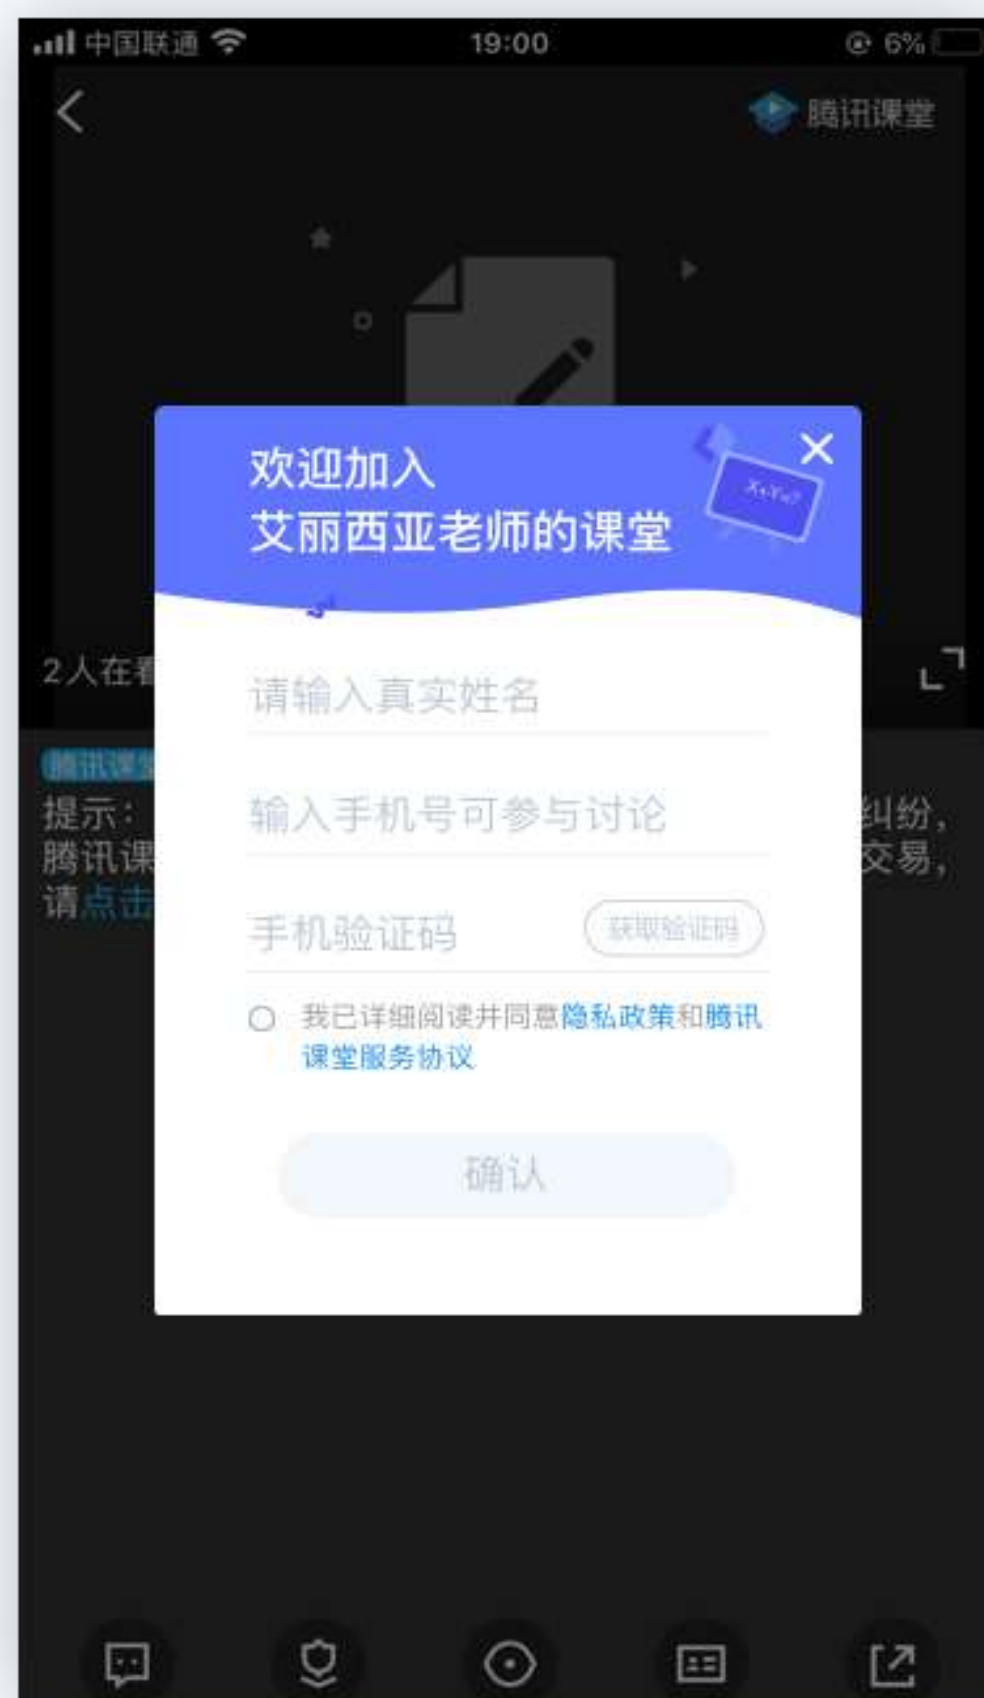 中国联通
19:00
6%
腾讯课堂
欢迎加入
艾丽西亚老师的课堂
2人在看
请输入真实姓名
腾讯课堂
输入手机号可参与讨论
提示:
纠纷,
腾讯课
交易,
请点击
手机验证码
获取验证码
我已详细阅读并同意隐私政策和腾讯
课堂服务协议
确认